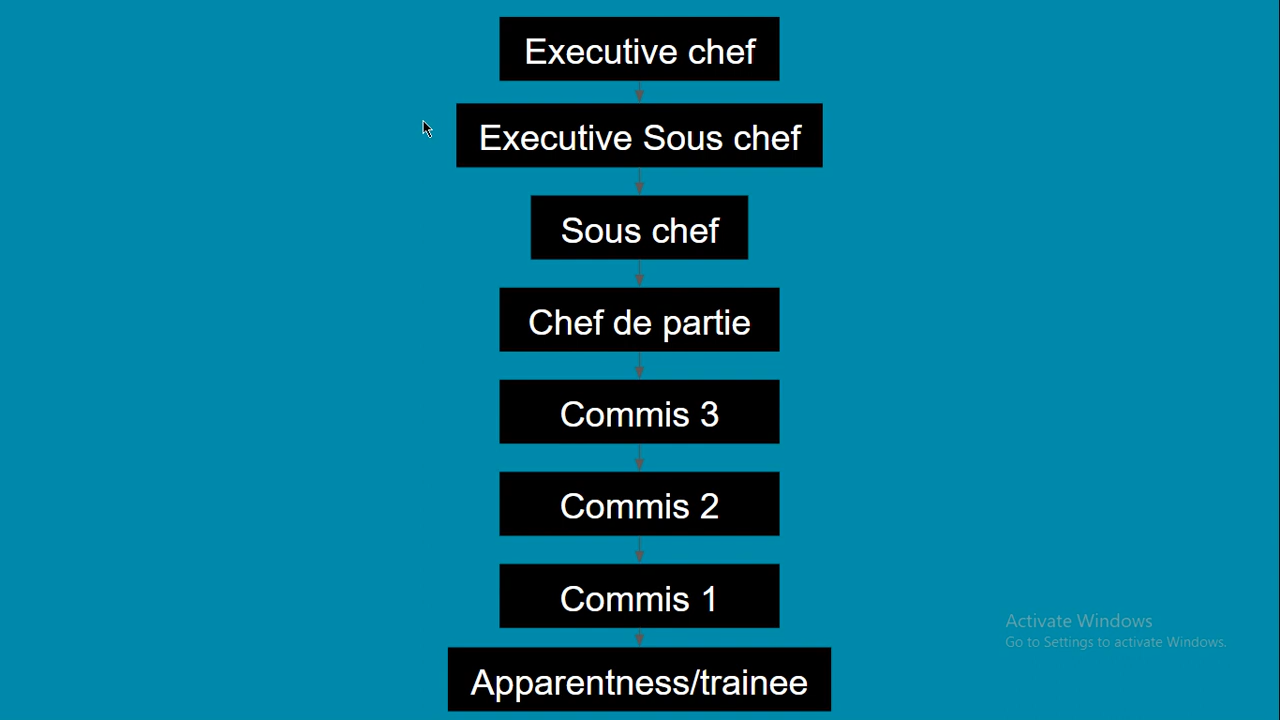 Executive chef
Executive Sous chef
Sous chef
Chef de partie
Commis 3
Commis 2
Commis 1
Apparentness/trainee
Activate Windows
Go to Settings to activate Windows.